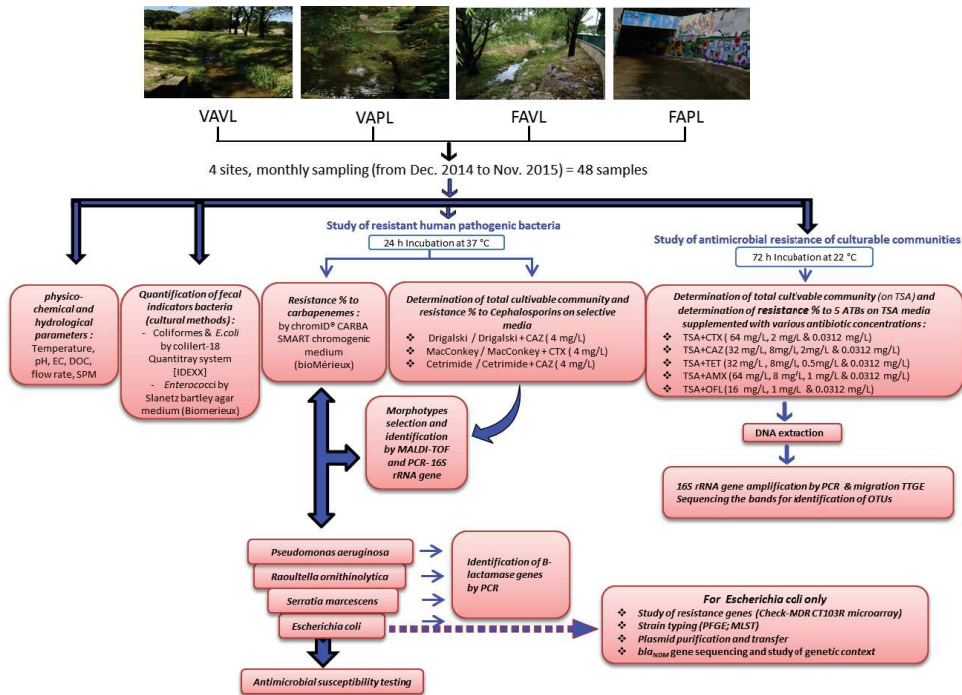 VAVL
VAPL
FAVL
FAPL
4 sites, monthly sampling (from Dec. 2014 to Nov. 2015) = 48 samples
Study of resistant human pathogenic bacteria
24 h Incubation at 37 °C
Study of antimicrobial resistance of culturable communities
72 h Incubation at 22 °C
physico-
chemical and
hydrological
parameters :
Temperature,
pH, EC, DOC,
flow rate, SPM
Quantification of fecal
indicators bacteria
(cultural methods) :
- Coliformes & E.coli
by colilert-18
Quantitray system
[IDEXX]
- Enterococci by
Slanetz bartley agar
medium (Biomerieux)
Resistance % to
carbapenemes :
by chromID® CARBA
SMART chromogenic
medium
(bioMérieux)
Determination of total cultivable community and
resistance % to Cephalosporins on selective
media
❖ Drigalski / Drigalski + CAZ ( 4 mg/L)
❖ MacConkey / MacConkey + CTX ( 4 mg/L)
❖ Cetrimide / Cetrimide + CAZ ( 4 mg/L)
Determination of total cultivable community (on TSA) and
determination of resistance % to 5 ATBs on TSA media
supplemented with various antibiotic concentrations :
❖ TSA+CTX ( 64 mg/L, 2 mg/L & 0.0312 mg/L)
❖ TSA+CAZ (32 mg/L, 8mg/L, 2mg/L & 0.0312 mg/L)
❖ TSA+TET (32 mg/L , 8mg/L, 0.5mg/L & 0.0312 mg/L)
❖ TSA+AMX (64 mg/L, 8 mg/L, 1 mg/L & 0.0312 mg/L)
❖ TSA+OFL (16 mg/L, 1 mg/L & 0.0312 mg/L)
Morphotypes
selection and
identification
by MALDI-TOF
and PCR- 16S
rRNA gene
DNA extraction
16S rRNA gene amplification by PCR & migration TTGE
Sequencing the bands for identification of OTUs
Pseudomonas aeruginosa
Raoultella ornithinolytica
Serratia marcescens
Escherichia coli
Identification of B-
lactamase genes
by PCR
For Escherichia coli only
❖ Study of resistance genes (Check-MDR CT103R microarray)
❖ Strain typing (PFGE; MLST)
❖ Plasmid purification and transfer
❖ blaNDM gene sequencing and study of genetic context
Antimicrobial susceptibility testing